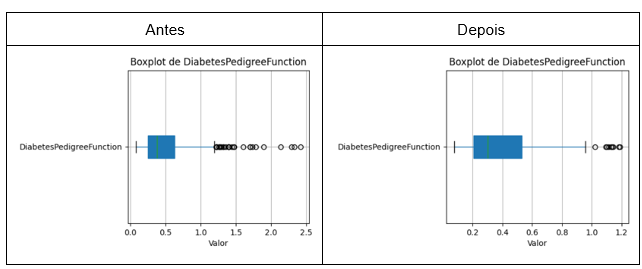 Antes
Depois
Boxplot de DiabetesPedigreeFunction
DiabetesPedigreeFunction
0.0 0.5 1.0 1.5 2.0 2.5
Valor
Boxplot de DiabetesPedigreeFunction
DiabetesPedigreeFunction
0.2 0.4 0.6 0.8 1.0 1.2
Valor